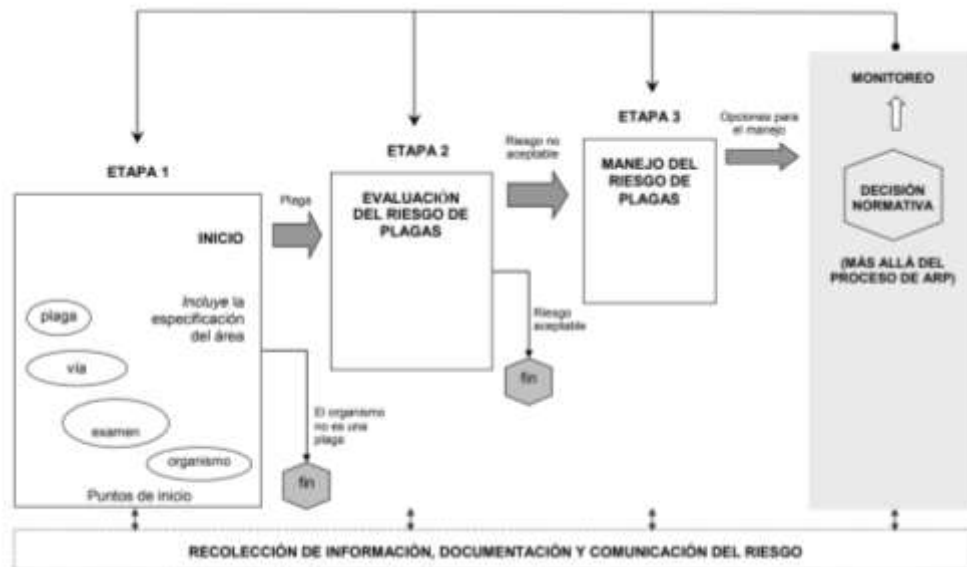 ETAPA 1
INICIO
Incluye la
especificación
del área
plaga
vía
examen
organismo
Puntos de inicio
Plaga
El organismo
no es una
plaga
fin
ETAPA 2
EVALUACIÓN
DEL RIESGO DE
PLAGAS
Riesgo no
aceptable
Riesgo
aceptable
fin
ETAPA 3
MANEJO DEL
RIESGO DE
PLAGAS
Opciones para
el manejo
MONITOREO
DECISIÓN
NORMATIVA
(MÁS ALLÁ DEL
PROCESO DE ARP)
RECOLECCIÓN DE INFORMACIÓN, DOCUMENTACIÓN Y COMUNICACIÓN DEL RIESGO